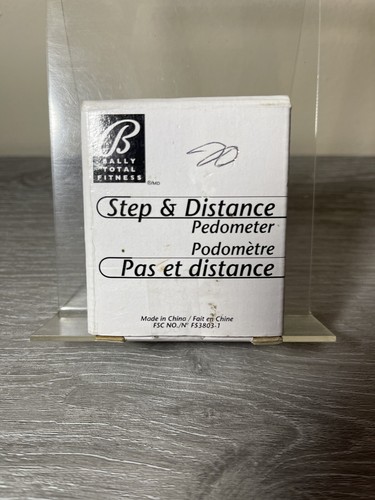 B
BALLY
TOTAL
FITNESS
®/MD
20
Step & Distance
Pedometer
Podomètre
Pas et distance
Made in China / Fait en Chine
FSC NO./N° FS3803-1